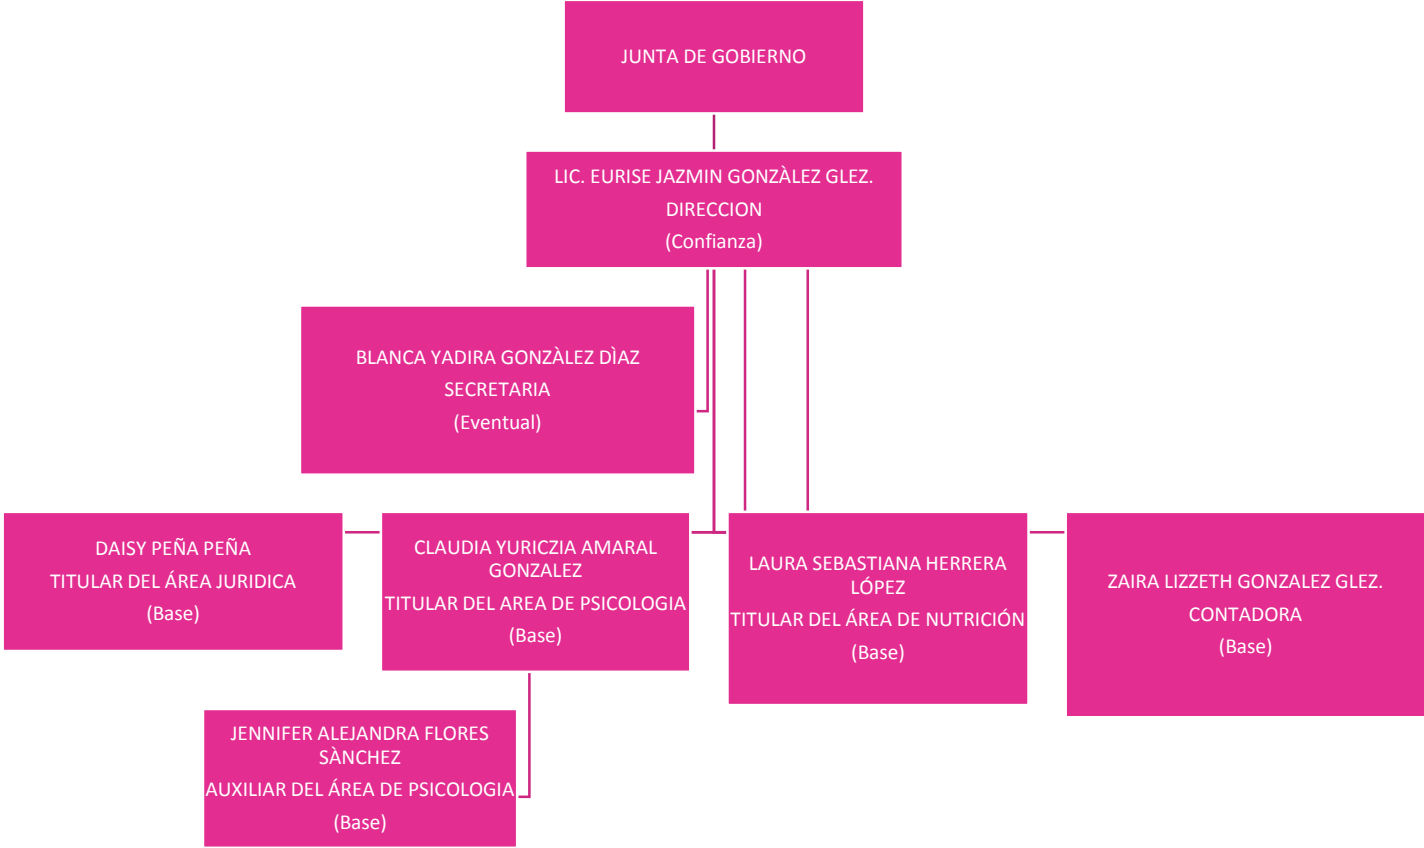 JUNTA DE GOBIERNO
LIC. EURISE JAZMIN GONZÀLEZ GLEZ.
DIRECCION
(Confianza)
BLANCA YADIRA GONZÀLEZ DÌAZ
SECRETARIA
(Eventual)
DAISY PEÑA PEÑA
TITULAR DEL ÁREA JURIDICA
(Base)
CLAUDIA YURICZIA AMARAL
GONZALEZ
TITULAR DEL AREA DE PSICOLOGIA
(Base)
LAURA SEBASTIANA HERRERA
LÓPEZ
TITULAR DEL ÁREA DE NUTRICIÓN
(Base)
ZAIRA LIZZETH GONZALEZ GLEZ.
CONTADORA
(Base)
JENNIFER ALEJANDRA FLORES
SÀNCHEZ
AUXILIAR DEL ÁREA DE PSICOLOGIA
(Base)